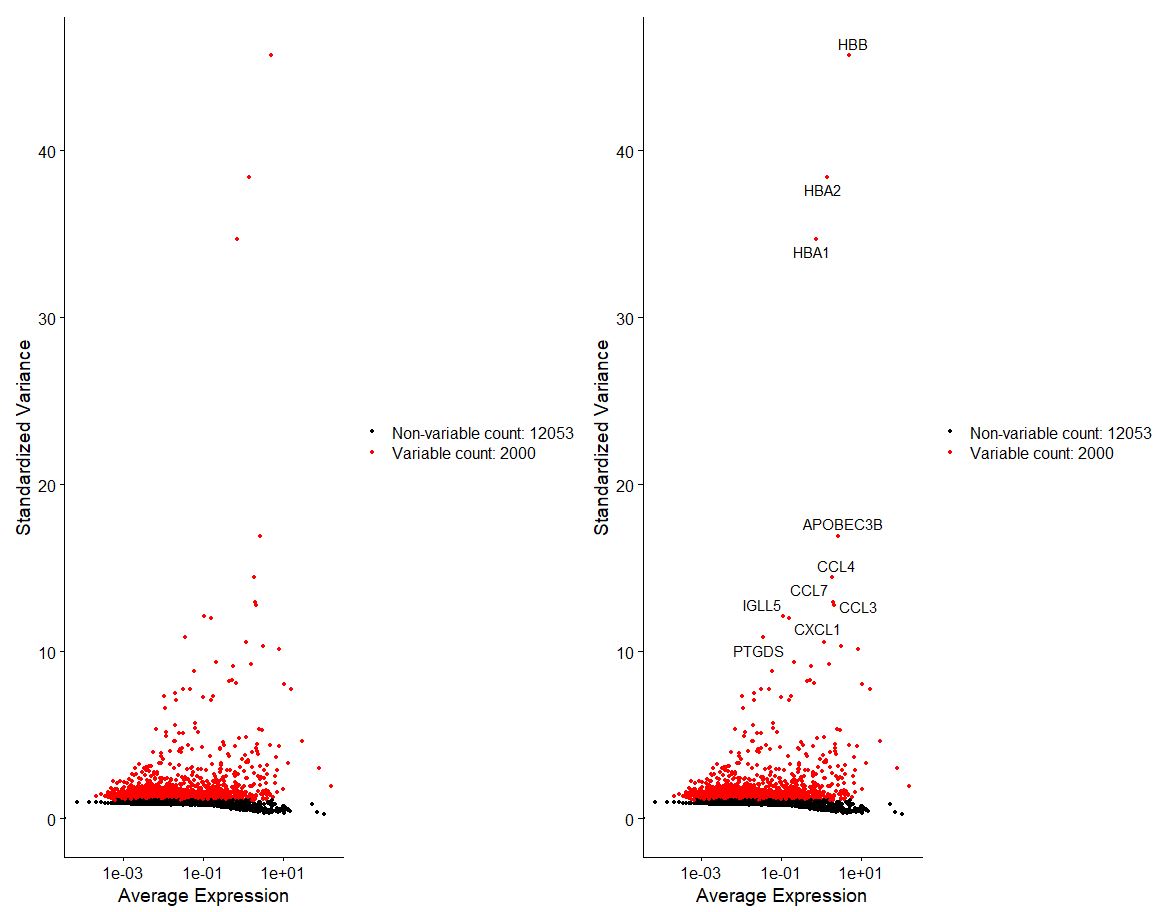 40
30
20
10
0
Standardized Variance
1e-03 1e-01 1e+01
Average Expression
Non-variable count: 12053
Variable count: 2000
HBB
40
HBA2
HBA1
30
20
APOBEC3B
CCL4
CCL7
IGLL5 CCL3
CXCL1
PTGDS
10
0
Standardized Variance
1e-03 1e-01 1e+01
Average Expression
Non-variable count: 12053
Variable count: 2000